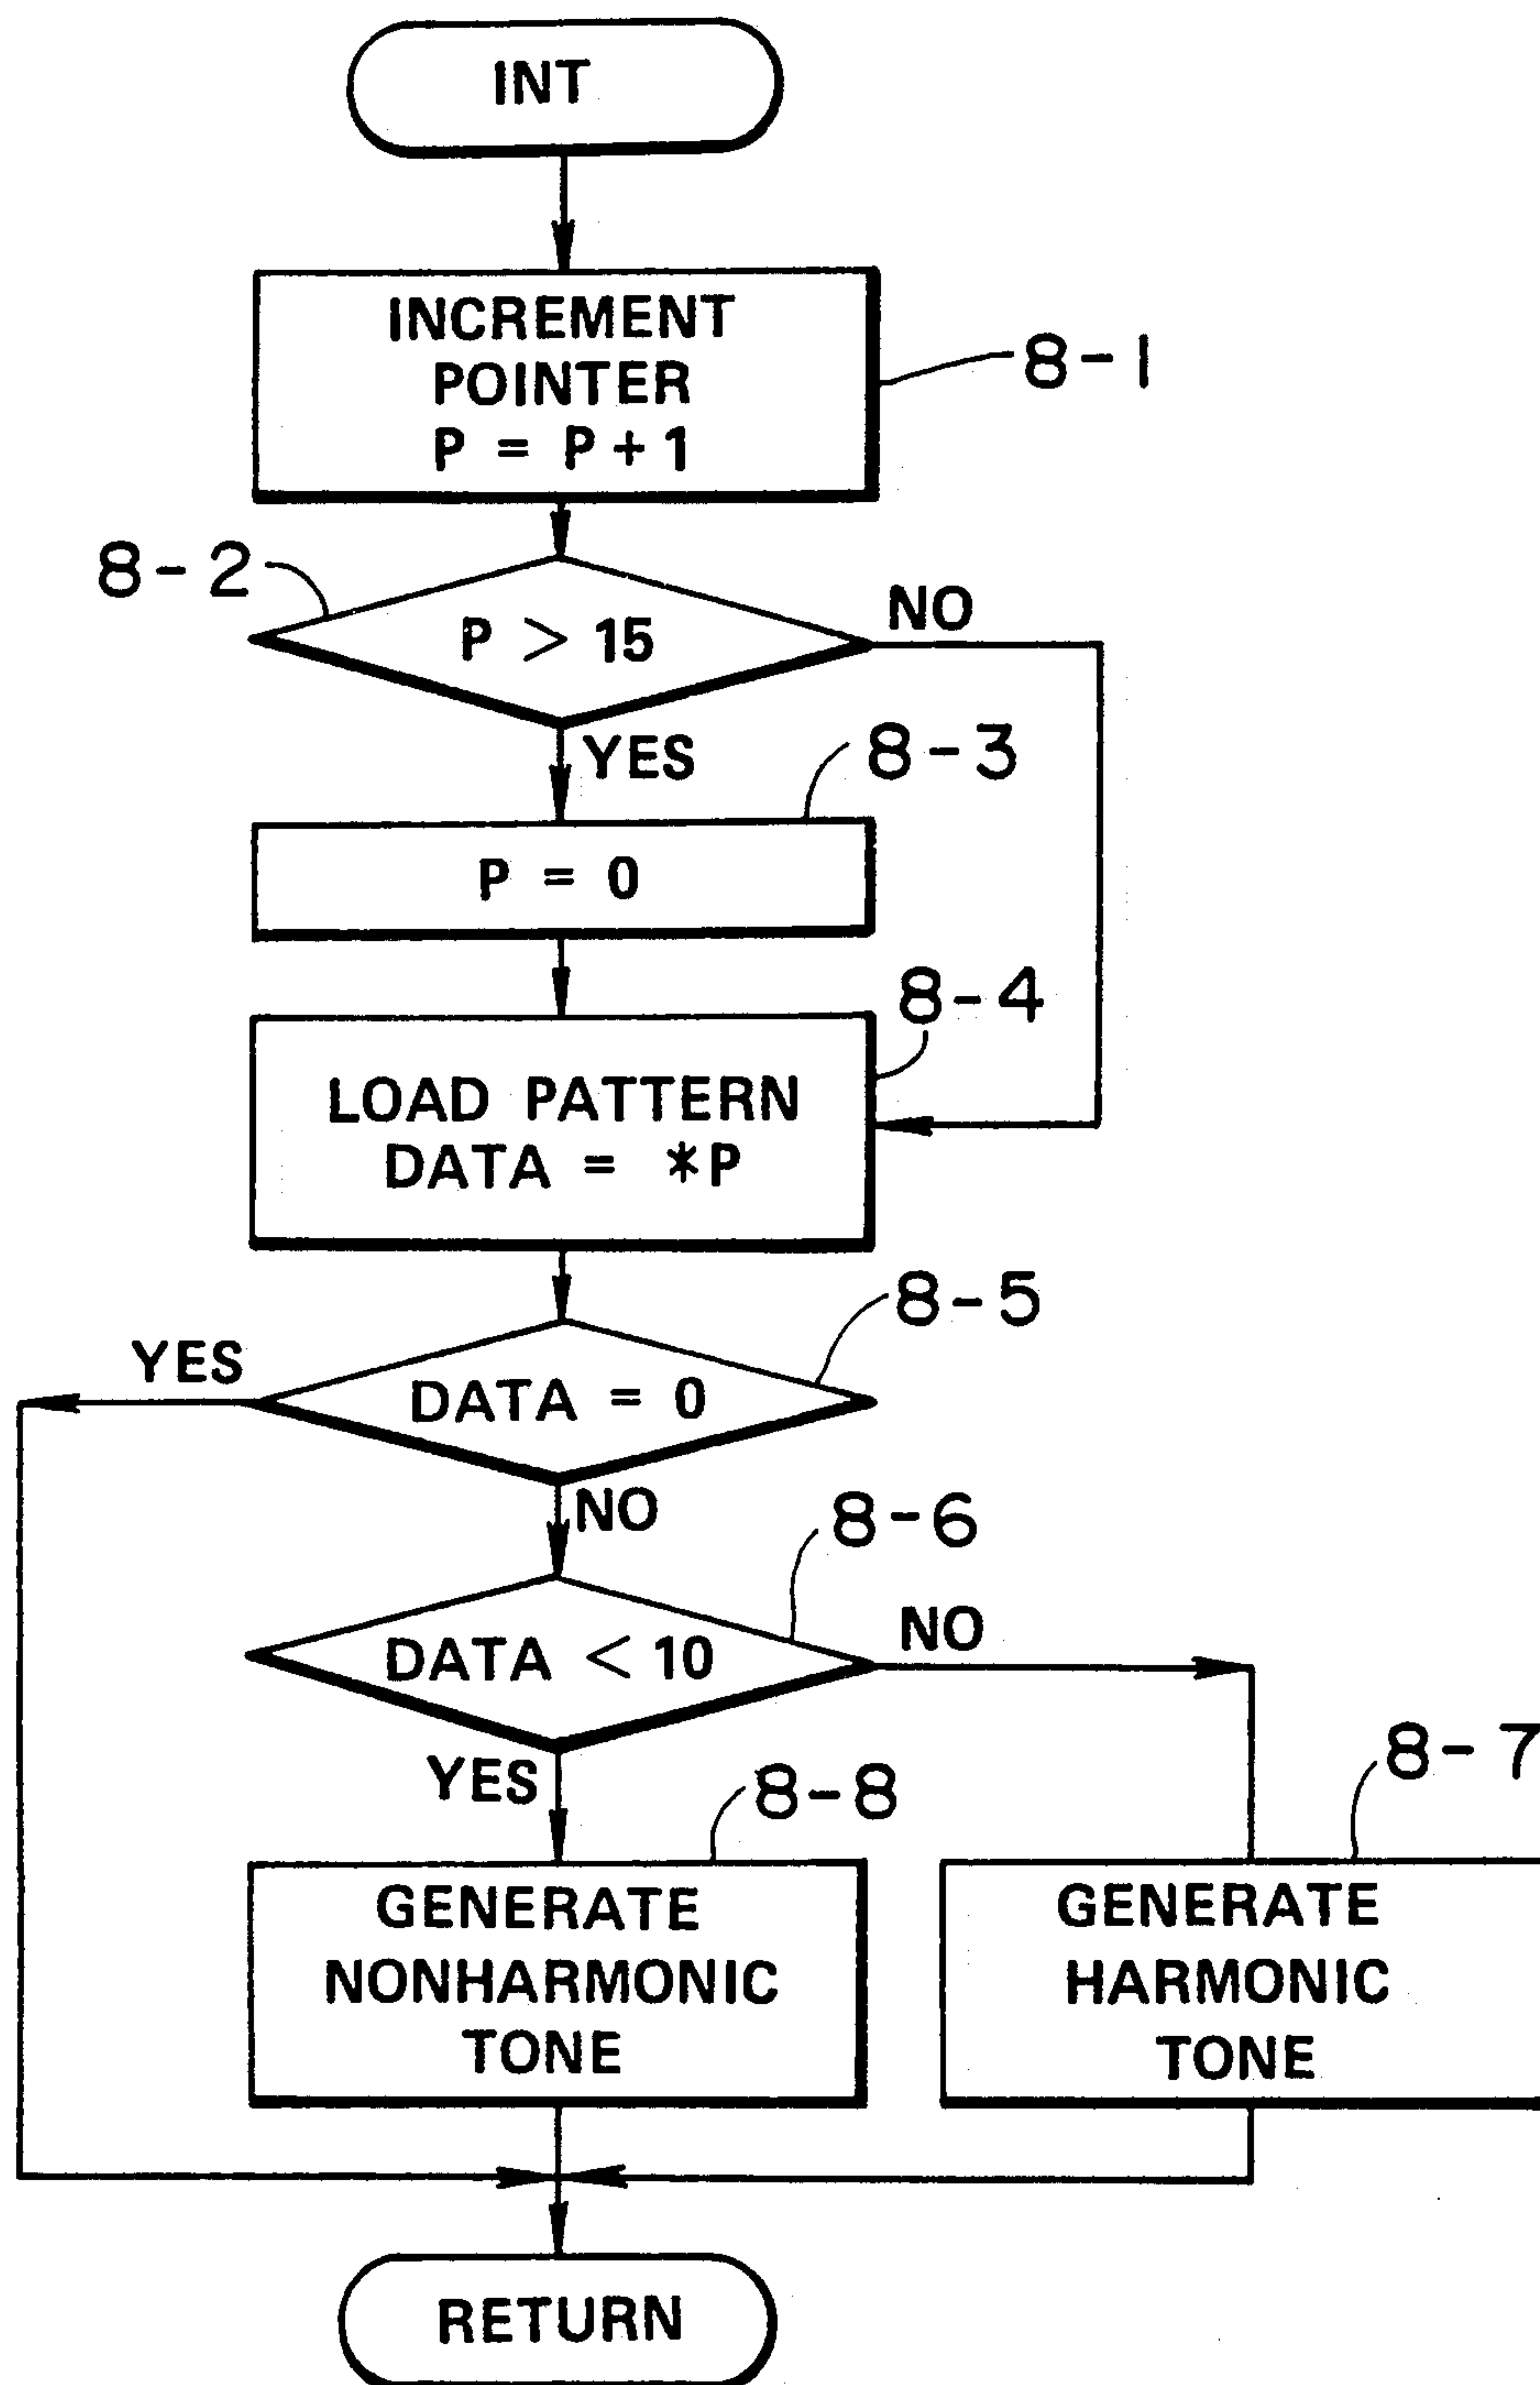 INT
INCREMENT
POINTER
P = P + 1
8-1
8-2
P > 15
NO
YES
8-3
P = 0
8-4
LOAD PATTERN
DATA = *P
8-5
YES
DATA = 0
NO
8-6
DATA < 10
NO
YES
8-8
8-7
GENERATE
NONHARMONIC
TONE
GENERATE
HARMONIC
TONE
RETURN